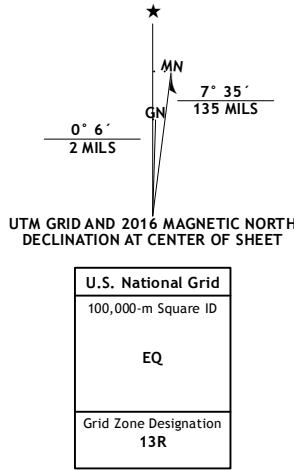 MN
GN
7° 35´
135 MILS
0° 6´
2 MILS
UTM GRID AND 2016 MAGNETIC NORTH
DECLINATION AT CENTER OF SHEET
U.S. National Grid
100,000-m Square ID
EQ
Grid Zone Designation
13R